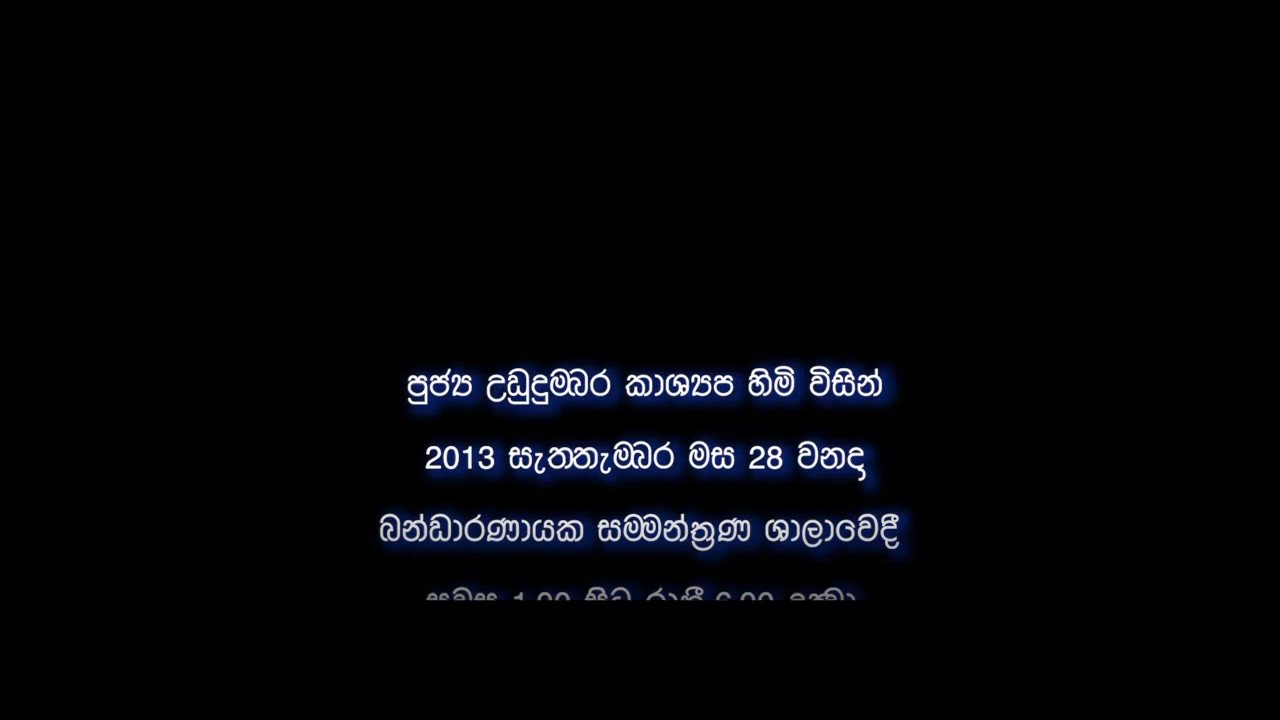 පුජ්‍ය උඩුදුම්බර කාශ්‍යප හිමි විසින්
2013 සැත්තැම්බර මස 28 වනදා
බන්ඩාරණායක සම්මන්ත්‍රණ ශාලාවෙදී